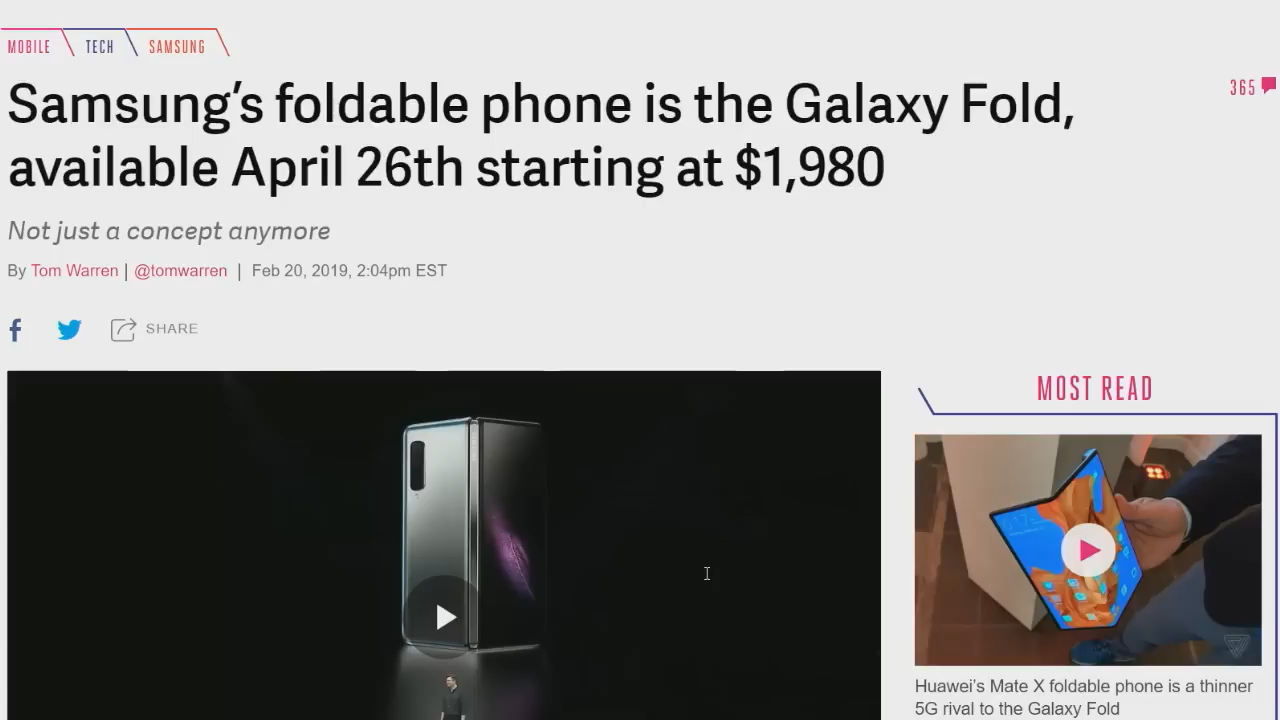 MOBILE TECH SAMSUNG
Samsung's foldable phone is the Galaxy Fold,
available April 26th starting at $1,980
365
Not just a concept anymore
By Tom Warren | @tomwarren | Feb 20, 2019, 2:04pm EST
SHARE
MOST READ
Huawei's Mate X foldable phone is a thinner
5G rival to the Galaxy Fold